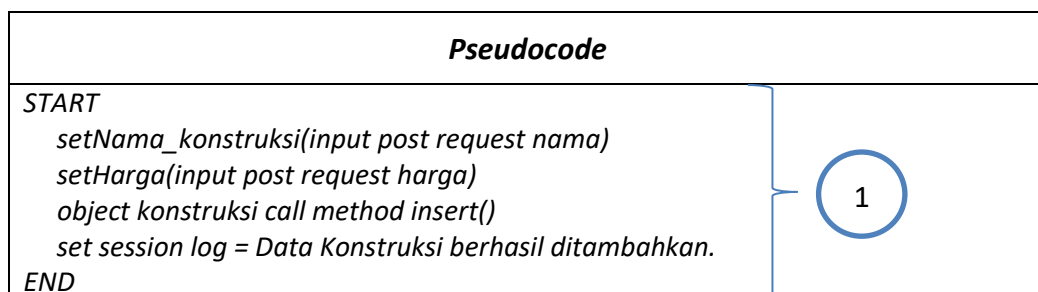 Pseudocode
START
setNama_konstruksi(input post request nama)
setHarga(input post request harga)
object konstruksi call method insert()
set session log = Data Konstruksi berhasil ditambahkan.
END
1